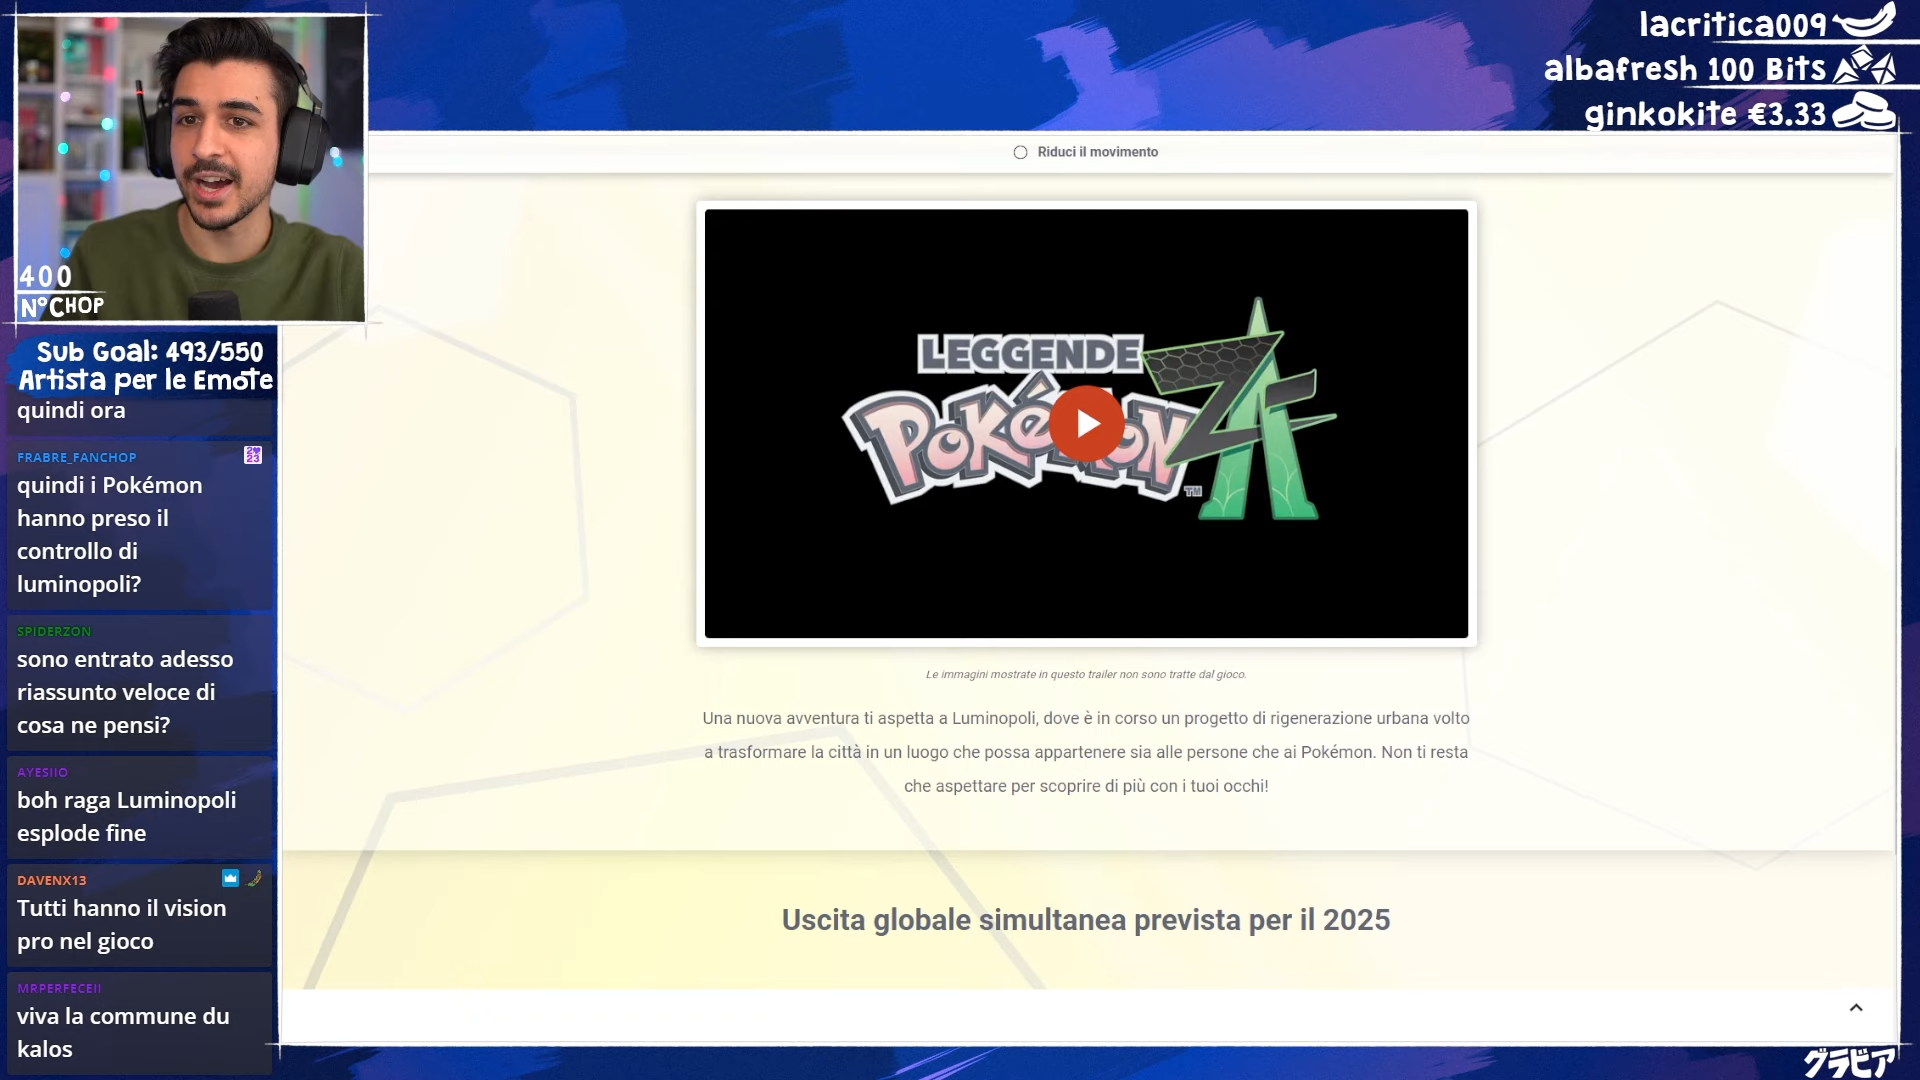 lacritica009
albafresh 100 Bits
ginkokite €3.33
400
N°CHOP
Sub Goal: 493/550
Artista per le Emote
quindi ora
FRABRE_FANCHOP
quindi i Pokémon
hanno preso il
controllo di
luminopoli?
SPIDERZON
sono entrato adesso
riassunto veloce di
cosa ne pensi?
AYESIIO
boh raga Luminopoli
esplode fine
DAVENX13
Tutti hanno il vision
pro nel gioco
MRPERFECEII
viva la commune du
kalos
Riduci il movimento
LEGGENDE
Pokémon ZA
TM
Le immagini mostrate in questo trailer non sono tratte dal gioco.
Una nuova avventura ti aspetta a Luminopoli, dove è in corso un progetto di rigenerazione urbana volto
a trasformare la città in un luogo che possa appartenere sia alle persone che ai Pokémon. Non ti resta
che aspettare per scoprire di più con i tuoi occhi!
Uscita globale simultanea prevista per il 2025
グラビア